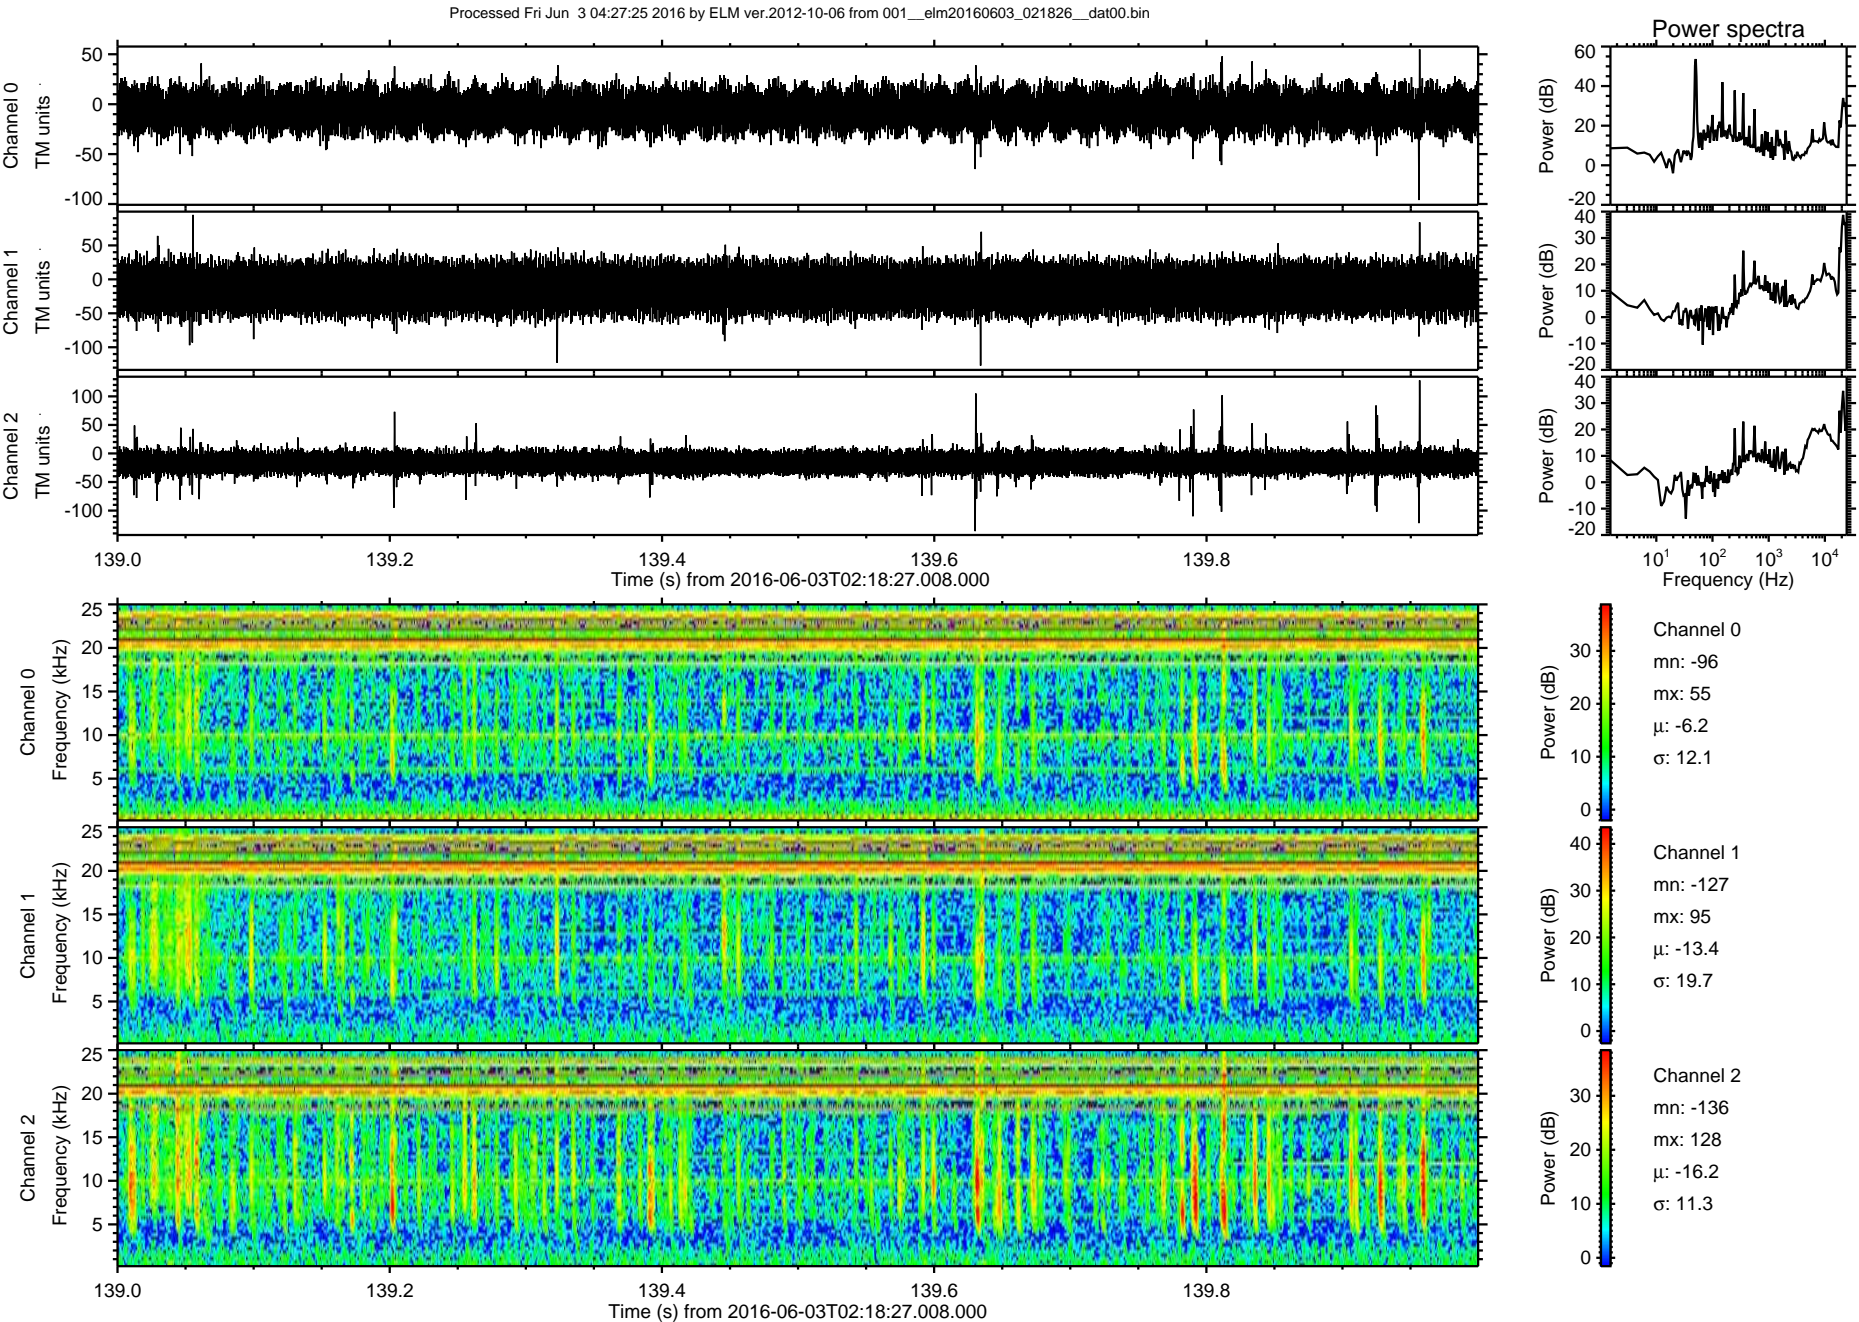 Processed Fri Jun  3 04:27:25 2016 by ELM ver.2012-10-06 from 001__elm20160603_021826__dat00.bin
Power spectra
Channel 0
TM units
50
0
-50
-100
Power (dB)
60
40
20
0
-20
Channel 1
TM units
50
0
-50
-100
Power (dB)
40
30
20
10
0
-10
-20
Channel 2
TM units
100
50
0
-50
-100
Power (dB)
40
30
20
10
0
-10
-20
139.0 139.2 139.4 139.6 139.8
Time (s) from 2016-06-03T02:18:27.008.000
10¹ 10² 10³ 10⁴
Frequency (Hz)
Channel 0
Frequency (kHz)
25
20
15
10
5
Power (dB)
30
20
10
0
Channel 0
mn: -96
mx: 55
μ: -6.2
σ: 12.1
Channel 1
Frequency (kHz)
25
20
15
10
5
Power (dB)
40
30
20
10
0
Channel 1
mn: -127
mx: 95
μ: -13.4
σ: 19.7
Channel 2
Frequency (kHz)
25
20
15
10
5
Power (dB)
30
20
10
0
Channel 2
mn: -136
mx: 128
μ: -16.2
σ: 11.3
139.0 139.2 139.4 139.6 139.8
Time (s) from 2016-06-03T02:18:27.008.000